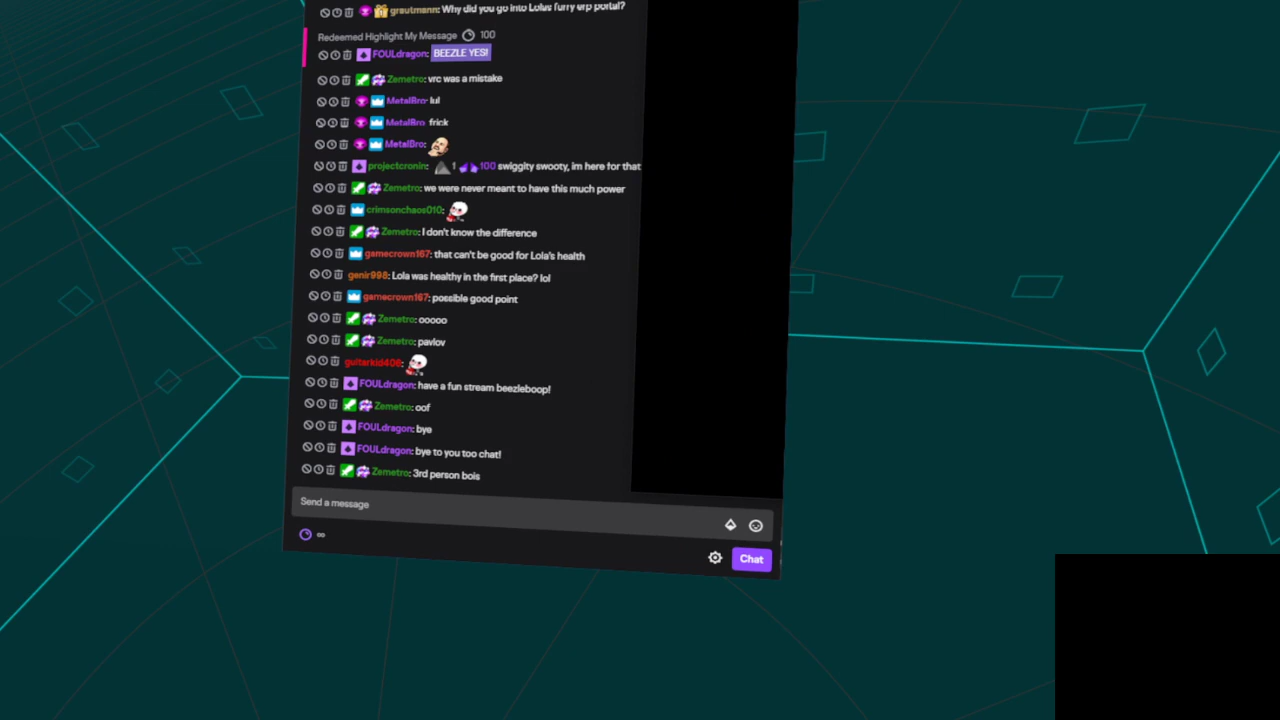 grautmann: Why did you go into Lolas furry erp portal?
Redeemed Highlight My Message 100
FOULdragon: BEEZLE YES!
Zemetro: vrc was a mistake
MetalBro: lul
MetalBro: frick
MetalBro:
projectcronin: 1 100 swiggity swooty, im here for that
Zemetro: we were never meant to have this much power
crimsonchaos010:
Zemetro: I don't know the difference
gamecrown167: that can't be good for Lola's health
genir998: Lola was healthy in the first place? lol
gamecrown167: possible good point
Zemetro: ooooo
Zemetro: pavlov
guitarkid408:
FOULdragon: have a fun stream beezleboop!
Zemetro: oof
FOULdragon: bye
FOULdragon: bye to you too chat!
Zemetro: 3rd person bois
Send a message
∞
Chat